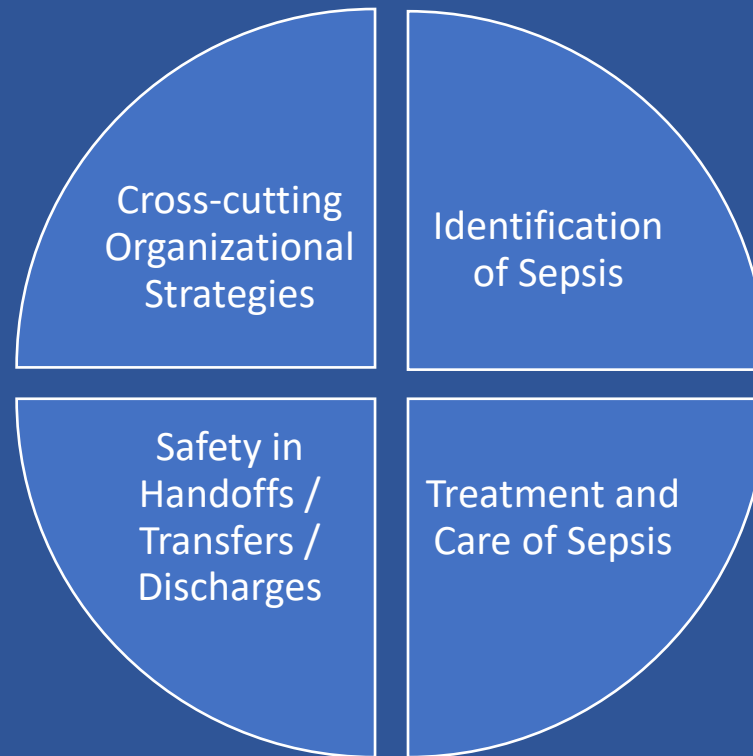 Cross-cutting
Organizational
Strategies
Identification
of Sepsis
Safety in
Handoffs /
Transfers /
Discharges
Treatment and
Care of Sepsis